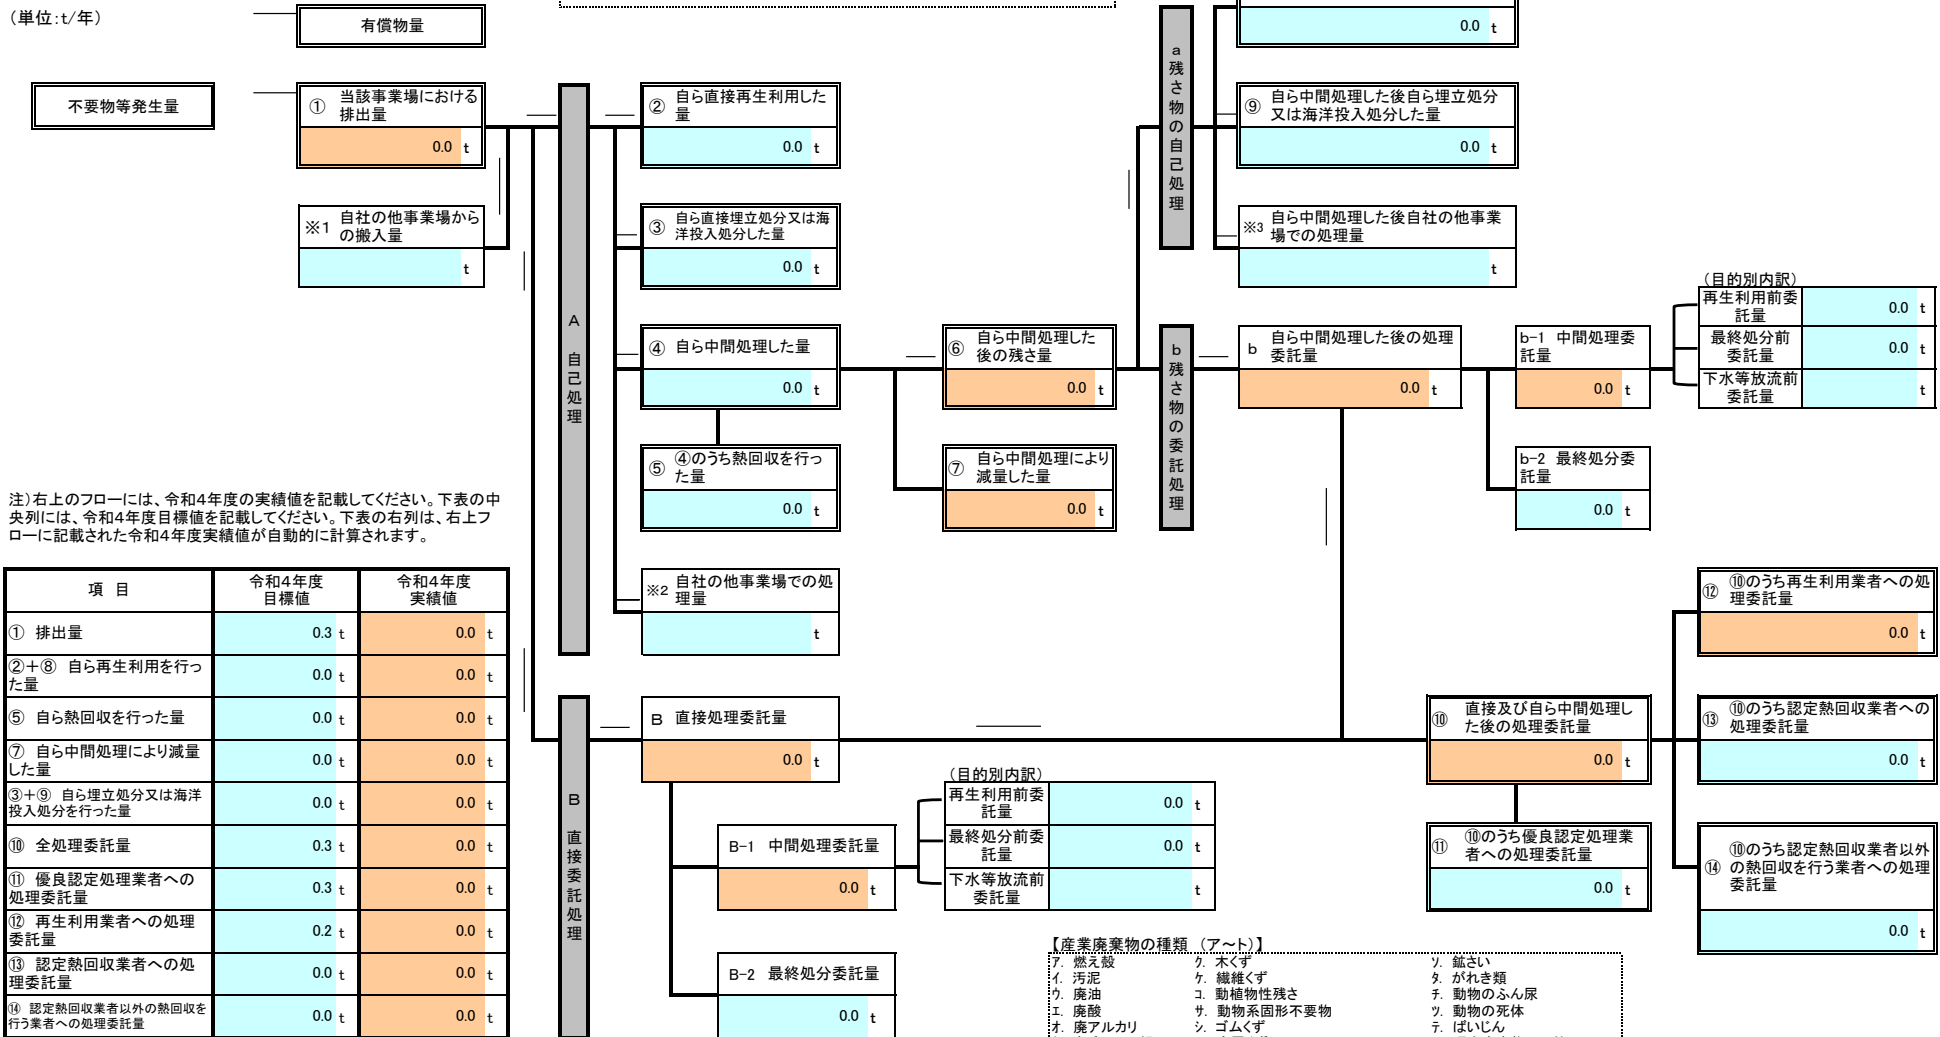 (単位:t/年)
有償物量
0.0 t
不要物等発生量
① 当該事業場における
排出量
0.0 t
※1 自社の他事業場から
の搬入量
t
A 自己処理
② 自ら直接再生利用した
量
0.0 t
③ 自ら直接埋立処分又は海
洋投入処分した量
0.0 t
④ 自ら中間処理した量
0.0 t
⑤ ④のうち熱回収を行っ
た量
0.0 t
※2 自社の他事業場での処
理量
t
⑥ 自ら中間処理した
後の残さ量
0.0 t
⑦ 自ら中間処理により
減量した量
0.0 t
a残さ物の自己処理
⑨ 自ら中間処理した後自ら埋立処分
又は海洋投入処分した量
0.0 t
※3 自ら中間処理した後自社の他事業
場での処理量
t
b残さ物の委託処理
b 自ら中間処理した後の処理
委託量
0.0 t
b-1 中間処理委
託量
0.0 t
b-2 最終処分委
託量
0.0 t
(目的別内訳)
再生利用前委
託量
0.0 t
最終処分前
委託量
0.0 t
下水等放流前
委託量
t
注)右上のフローには、令和4年度の実績値を記載してください。下表の中
央列には、令和4年度目標値を記載してください。下表の右列は、右上フ
ローに記載された令和4年度実績値が自動的に計算されます。
項 目 令和4年度
目標値 令和4年度
実績値
① 排出量 0.3 t 0.0 t
②+⑧ 自ら再生利用を行っ
た量 0.0 t 0.0 t
⑤ 自ら熱回収を行った量 0.0 t 0.0 t
⑦ 自ら中間処理により減量
した量 0.0 t 0.0 t
③+⑨ 自ら埋立処分又は海洋
投入処分を行った量 0.0 t 0.0 t
⑩ 全処理委託量 0.3 t 0.0 t
⑪ 優良認定処理業者への
処理委託量 0.3 t 0.0 t
⑫ 再生利用業者への処理
委託量 0.2 t 0.0 t
⑬ 認定熱回収業者への処
理委託量 0.0 t 0.0 t
⑭ 認定熱回収業者以外の熱回収を
行う業者への処理委託量 0.0 t 0.0 t
B 直接委託処理
B 直接処理委託量
0.0 t
B-1 中間処理委託量
0.0 t
B-2 最終処分委託量
0.0 t
(目的別内訳)
再生利用前委
託量
0.0 t
最終処分前委
託量
0.0 t
下水等放流前
委託量
t
⑩ 直接及び自ら中間処理し
た後の処理委託量
0.0 t
⑪ ⑩のうち優良認定処理業
者への処理委託量
0.0 t
⑫ ⑩のうち再生利用業者への処
理委託量
0.0 t
⑬ ⑩のうち認定熱回収業者への
処理委託量
0.0 t
⑭ ⑩のうち認定熱回収業者以外
の熱回収を行う業者への処理
委託量
0.0 t
【産業廃棄物の種類 (ア~ト)】
ア. 燃え殻 ク. 木くず ソ. 鉱さい
イ. 汚泥 ケ. 繊維くず タ. がれき類
ウ. 廃油 コ. 動植物性残さ チ. 動物のふん尿
エ. 廃酸 サ. 動物系固形不要物 ツ. 動物の死体
オ. 廃アルカリ シ. ゴムくず テ. ばいじん